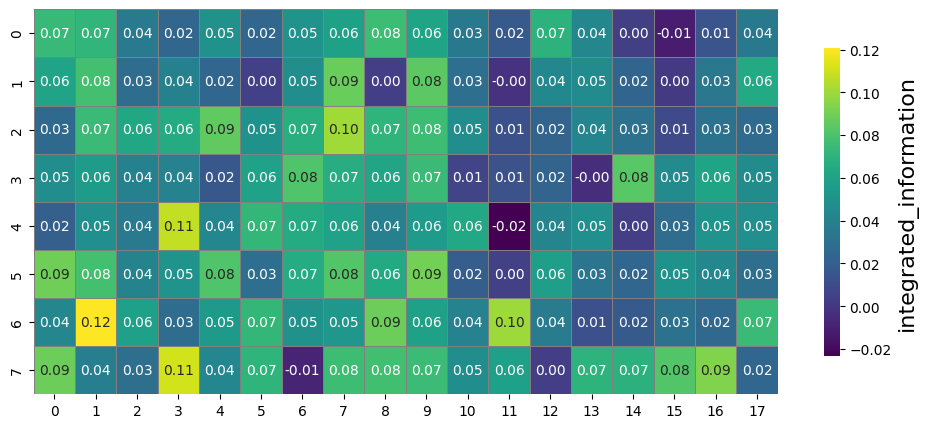 0 0.07 0.07 0.04 0.02 0.05 0.02 0.05 0.06 0.08 0.06 0.03 0.02 0.07 0.04 0.00 -0.01 0.01 0.04
1 0.06 0.08 0.03 0.04 0.02 0.00 0.05 0.09 0.00 0.08 0.03 -0.00 0.04 0.05 0.02 0.00 0.03 0.06
2 0.03 0.07 0.06 0.06 0.09 0.05 0.07 0.10 0.07 0.08 0.05 0.01 0.02 0.04 0.03 0.01 0.03 0.03
3 0.05 0.06 0.04 0.04 0.02 0.06 0.08 0.07 0.06 0.07 0.01 0.01 0.02 -0.00 0.08 0.05 0.06 0.05
4 0.02 0.05 0.04 0.11 0.04 0.07 0.07 0.06 0.04 0.06 0.06 -0.02 0.04 0.05 0.00 0.03 0.05 0.05
5 0.09 0.08 0.04 0.05 0.08 0.03 0.07 0.08 0.06 0.09 0.02 0.00 0.06 0.03 0.02 0.05 0.04 0.03
6 0.04 0.12 0.06 0.03 0.05 0.07 0.05 0.05 0.09 0.06 0.04 0.10 0.04 0.01 0.02 0.03 0.02 0.07
7 0.09 0.04 0.03 0.11 0.04 0.07 -0.01 0.08 0.08 0.07 0.05 0.06 0.00 0.07 0.07 0.08 0.09 0.02
0 1 2 3 4 5 6 7 8 9 10 11 12 13 14 15 16 17
0.12
0.10
0.08
0.06
0.04
0.02
0.00
−0.02
integrated_information